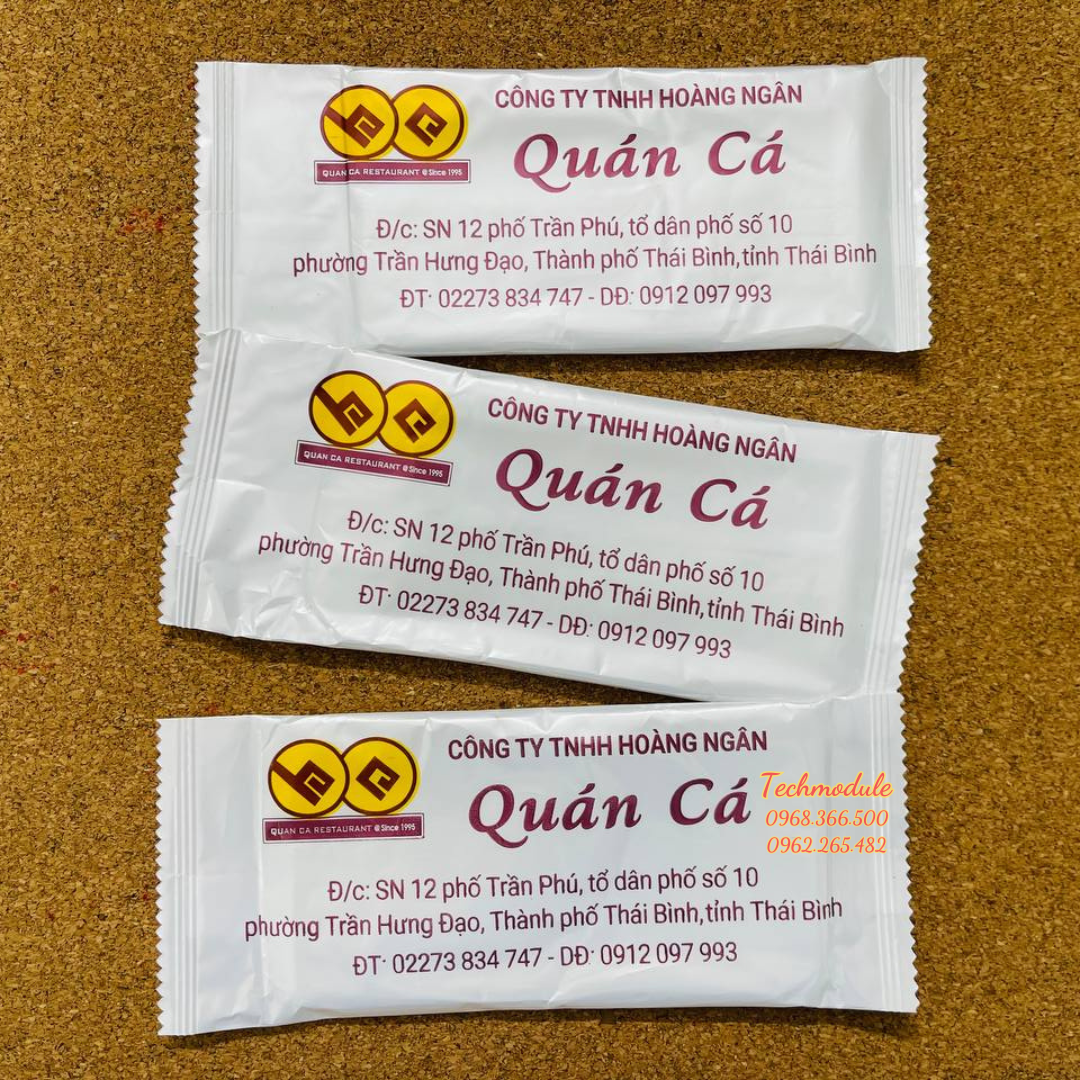 CÔNG TY TNHH HOÀNG NGÂN
Quán Cá
QUAN CA RESTAURANT @ Since 1995
Đ/c: SN 12 phố Trần Phú, tổ dân phố số 10
phường Trần Hưng Đạo, Thành phố Thái Bình, tỉnh Thái Bình
ĐT: 02273 834 747 - DĐ: 0912 097 993
CÔNG TY TNHH HOÀNG NGÂN
Quán Cá
QUAN CA RESTAURANT @ Since 1995
Đ/c: SN 12 phố Trần Phú, tổ dân phố số 10
phường Trần Hưng Đạo, Thành phố Thái Bình, tỉnh Thái Bình
ĐT: 02273 834 747 - DĐ: 0912 097 993
CÔNG TY TNHH HOÀNG NGÂN
Quán Cá
QUAN CA RESTAURANT @ Since 1995
Techmodule
0968.366.500
0962.265.482
Đ/c: SN 12 phố Trần Phú, tổ dân phố số 10
phường Trần Hưng Đạo, Thành phố Thái Bình, tỉnh Thái Bình
ĐT: 02273 834 747 - DĐ: 0912 097 993